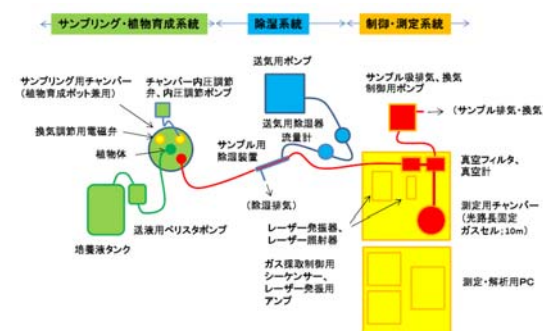 サンプリング・植物育成系統
除湿系統
制御・測定系統
送気用ポンプ
サンプル吸排気、換気
制御用ポンプ
サンプリング用チャンバー
(植物育成ポット兼用)
チャンバー内圧調節
弁、内圧調節ポンプ
(サンプル排気・換気)
換気調節用電磁弁
送気用除湿器
流量計
植物体
サンプル用
除湿装置
真空フィルタ、
真空計
(除湿排気)
測定用チャンバー
(光路長固定
ガスセル;10m)
レーザー発振器、
レーザー照射器
送液用ペリスタポンプ
培養液タンク
ガス採取制御用
シーケンサー、
レーザー発振用
アンプ
測定・解析用PC